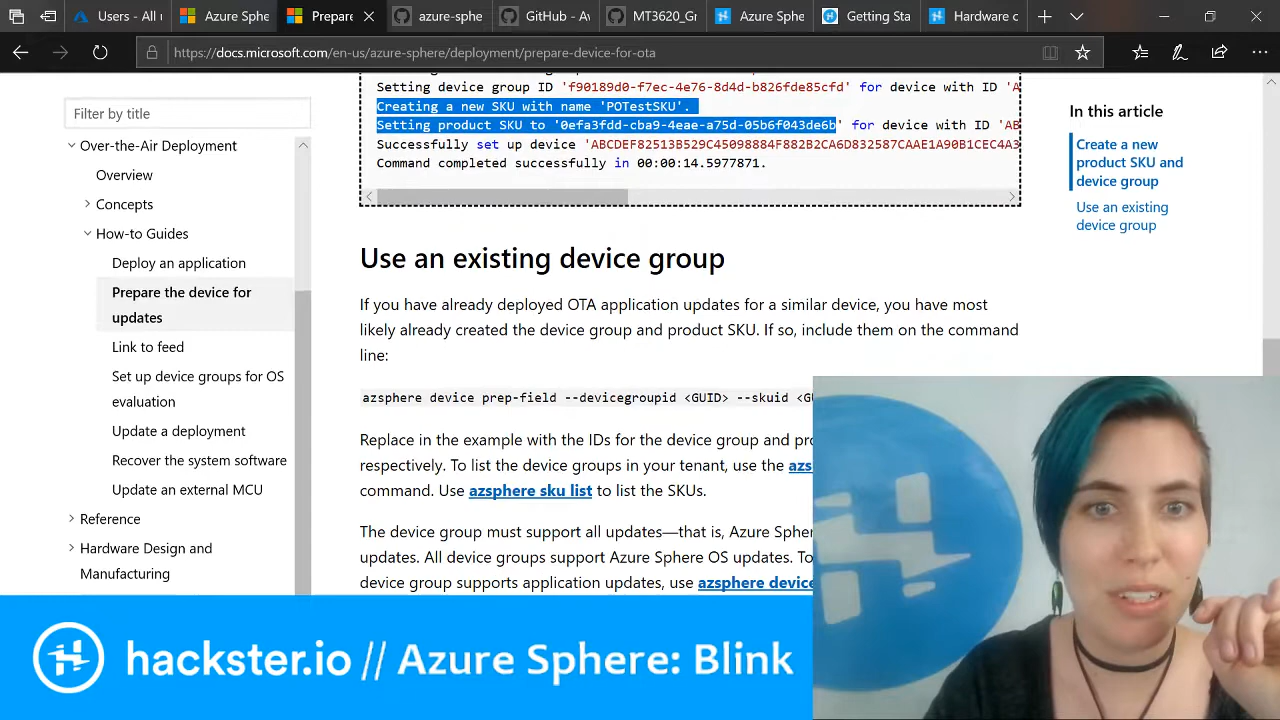 Users - All u
Azure Sphe
Prepare
azure-sphe
GitHub - Av
MT3620_Gr
Azure Sphe
Getting Sta
Hardware c
https://docs.microsoft.com/en-us/azure-sphere/deployment/prepare-device-for-ota
Filter by title
Over-the-Air Deployment
Overview
Concepts
How-to Guides
Deploy an application
Prepare the device for
updates
Link to feed
Set up device groups for OS
evaluation
Update a deployment
Recover the system software
Update an external MCU
Reference
Hardware Design and
Manufacturing
Setting device group ID 'f90189d0-f7ec-4e76-8d4d-b826fde85cfd' for device with ID 'A
Creating a new SKU with name 'POTestSKU'.
Setting product SKU to '0efa3fdd-cba9-4eae-a75d-05b6f043de6b' for device with ID 'AB
Successfully set up device 'ABCDEF82513B529C45098884F882B2CA6D832587CAAE1A90B1CEC4A3
Command completed successfully in 00:00:14.5977871.
Use an existing device group
If you have already deployed OTA application updates for a similar device, you have most
likely already created the device group and product SKU. If so, include them on the command
line:
azsphere device prep-field --devicegroupid <GUID> --skuid <GU
Replace in the example with the IDs for the device group and pro
respectively. To list the device groups in your tenant, use the azs
command. Use azsphere sku list to list the SKUs.
The device group must support all updates—that is, Azure Spher
updates. All device groups support Azure Sphere OS updates. To
device group supports application updates, use azsphere device
In this article
Create a new
product SKU and
device group
Use an existing
device group
hackster.io // Azure Sphere: Blink